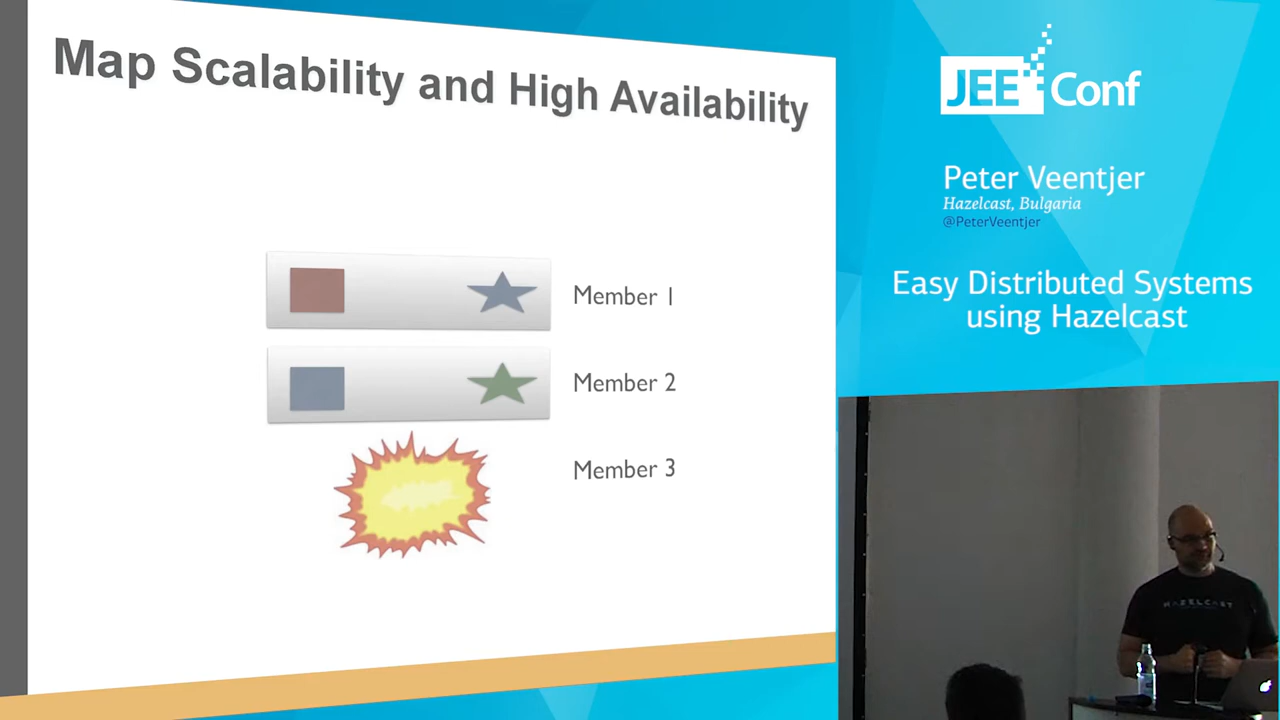 Map Scalability and High Availability
Member 1
Member 2
Member 3
JEE Conf
Peter Veentjer
Hazelcast, Bulgaria
@PeterVeentjer
Easy Distributed Systems
using Hazelcast
HAZELCAST